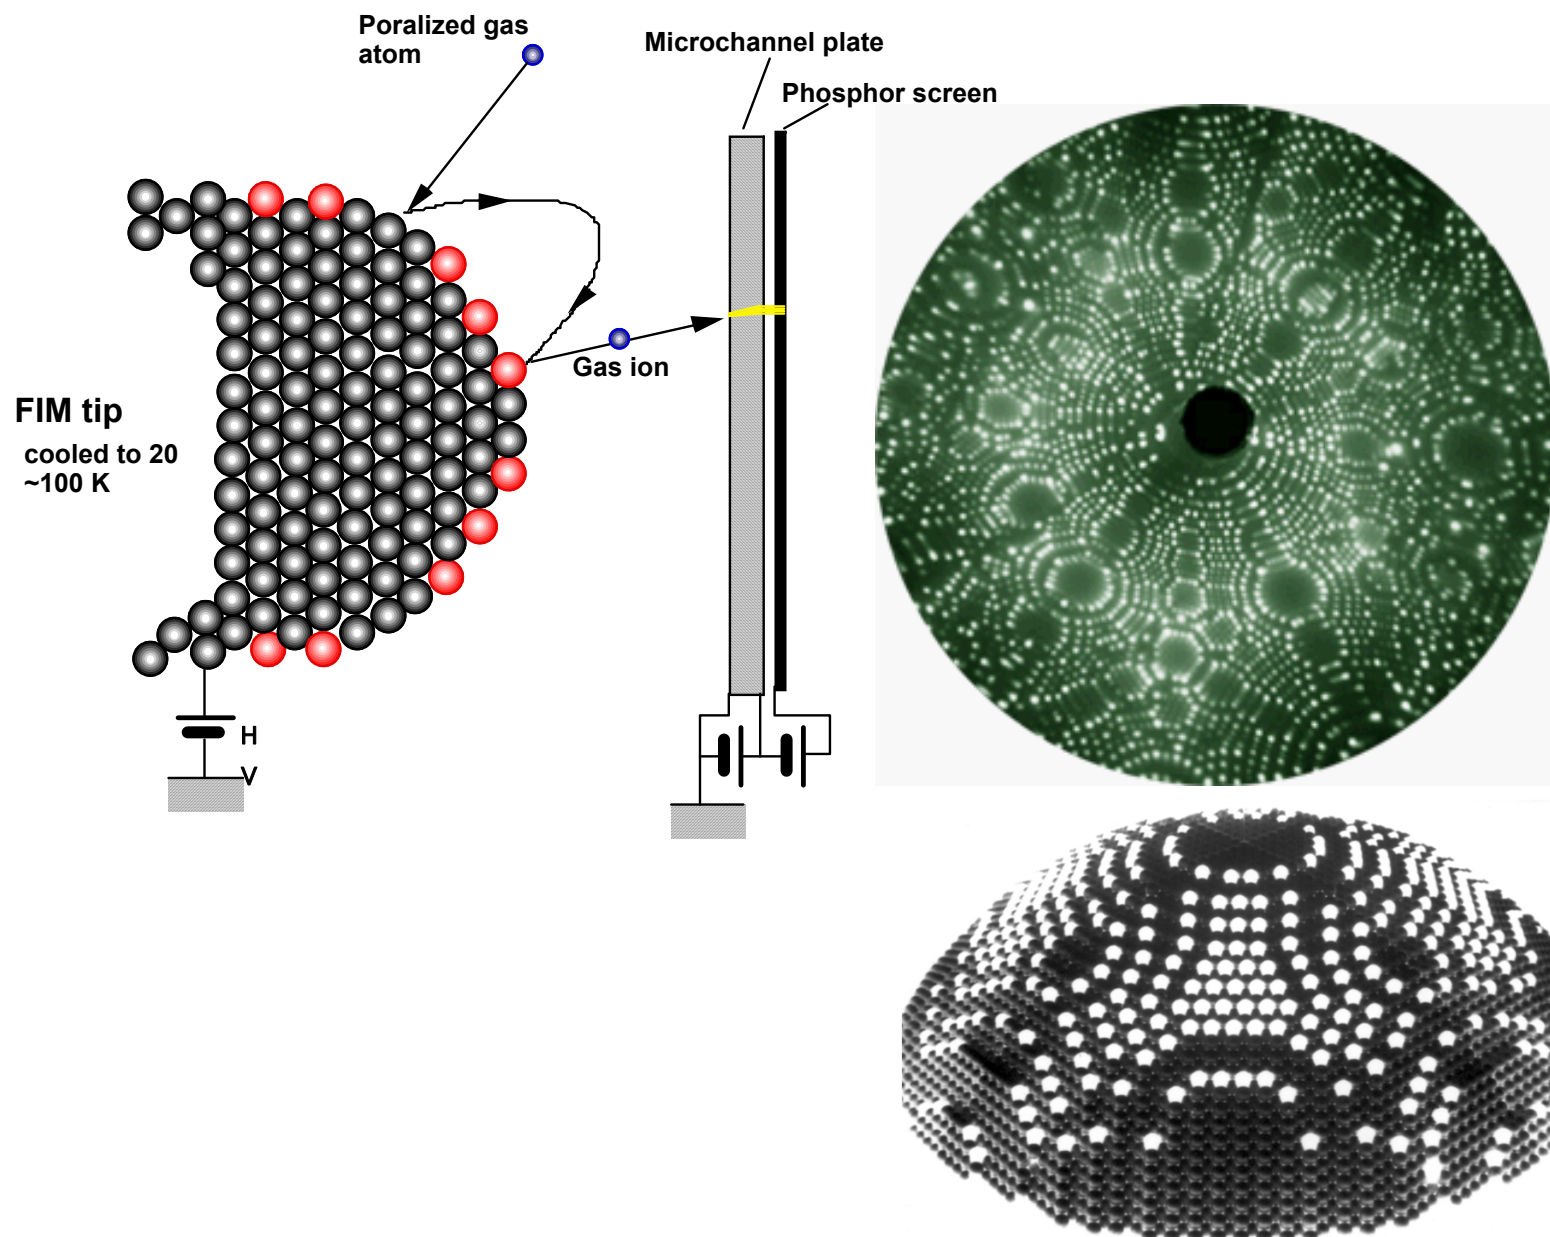 Poralized gas
atom
Microchannel plate
Phosphor screen
Gas ion
FIM tip
cooled to 20
~100 K
H
V